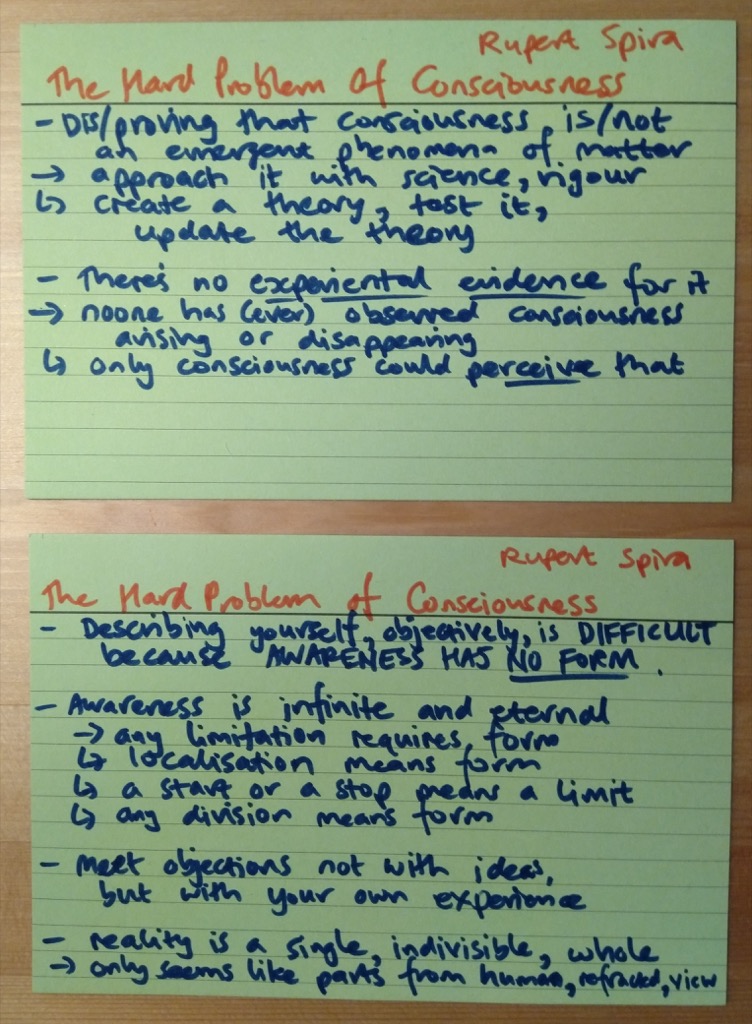 Rupert Spira
The Hard Problem Of Consciousness
- Dis/proving that consciousness is/not
an emergent phenomena of matter
→ approach it with science, rigour
↳ create a theory, test it,
update the theory
- There's no experiental evidence for it
→ noone has (ever) observed consciousness
arising or disappearing
↳ only consciousness could perceive that
Rupert Spira
The Hard Problem of Consciousness
- Describing yourself, objectively, is DIFFICULT
because AWARENESS HAS NO FORM.
- Awareness is infinite and eternal
→ any limitation requires form
↳ localisation means form
↳ a start or a stop means a limit
↳ any division means form
- Meet objections not with ideas,
but with your own experience
- reality is a single, indivisible, whole
→ only seems like parts from human, refracted, view